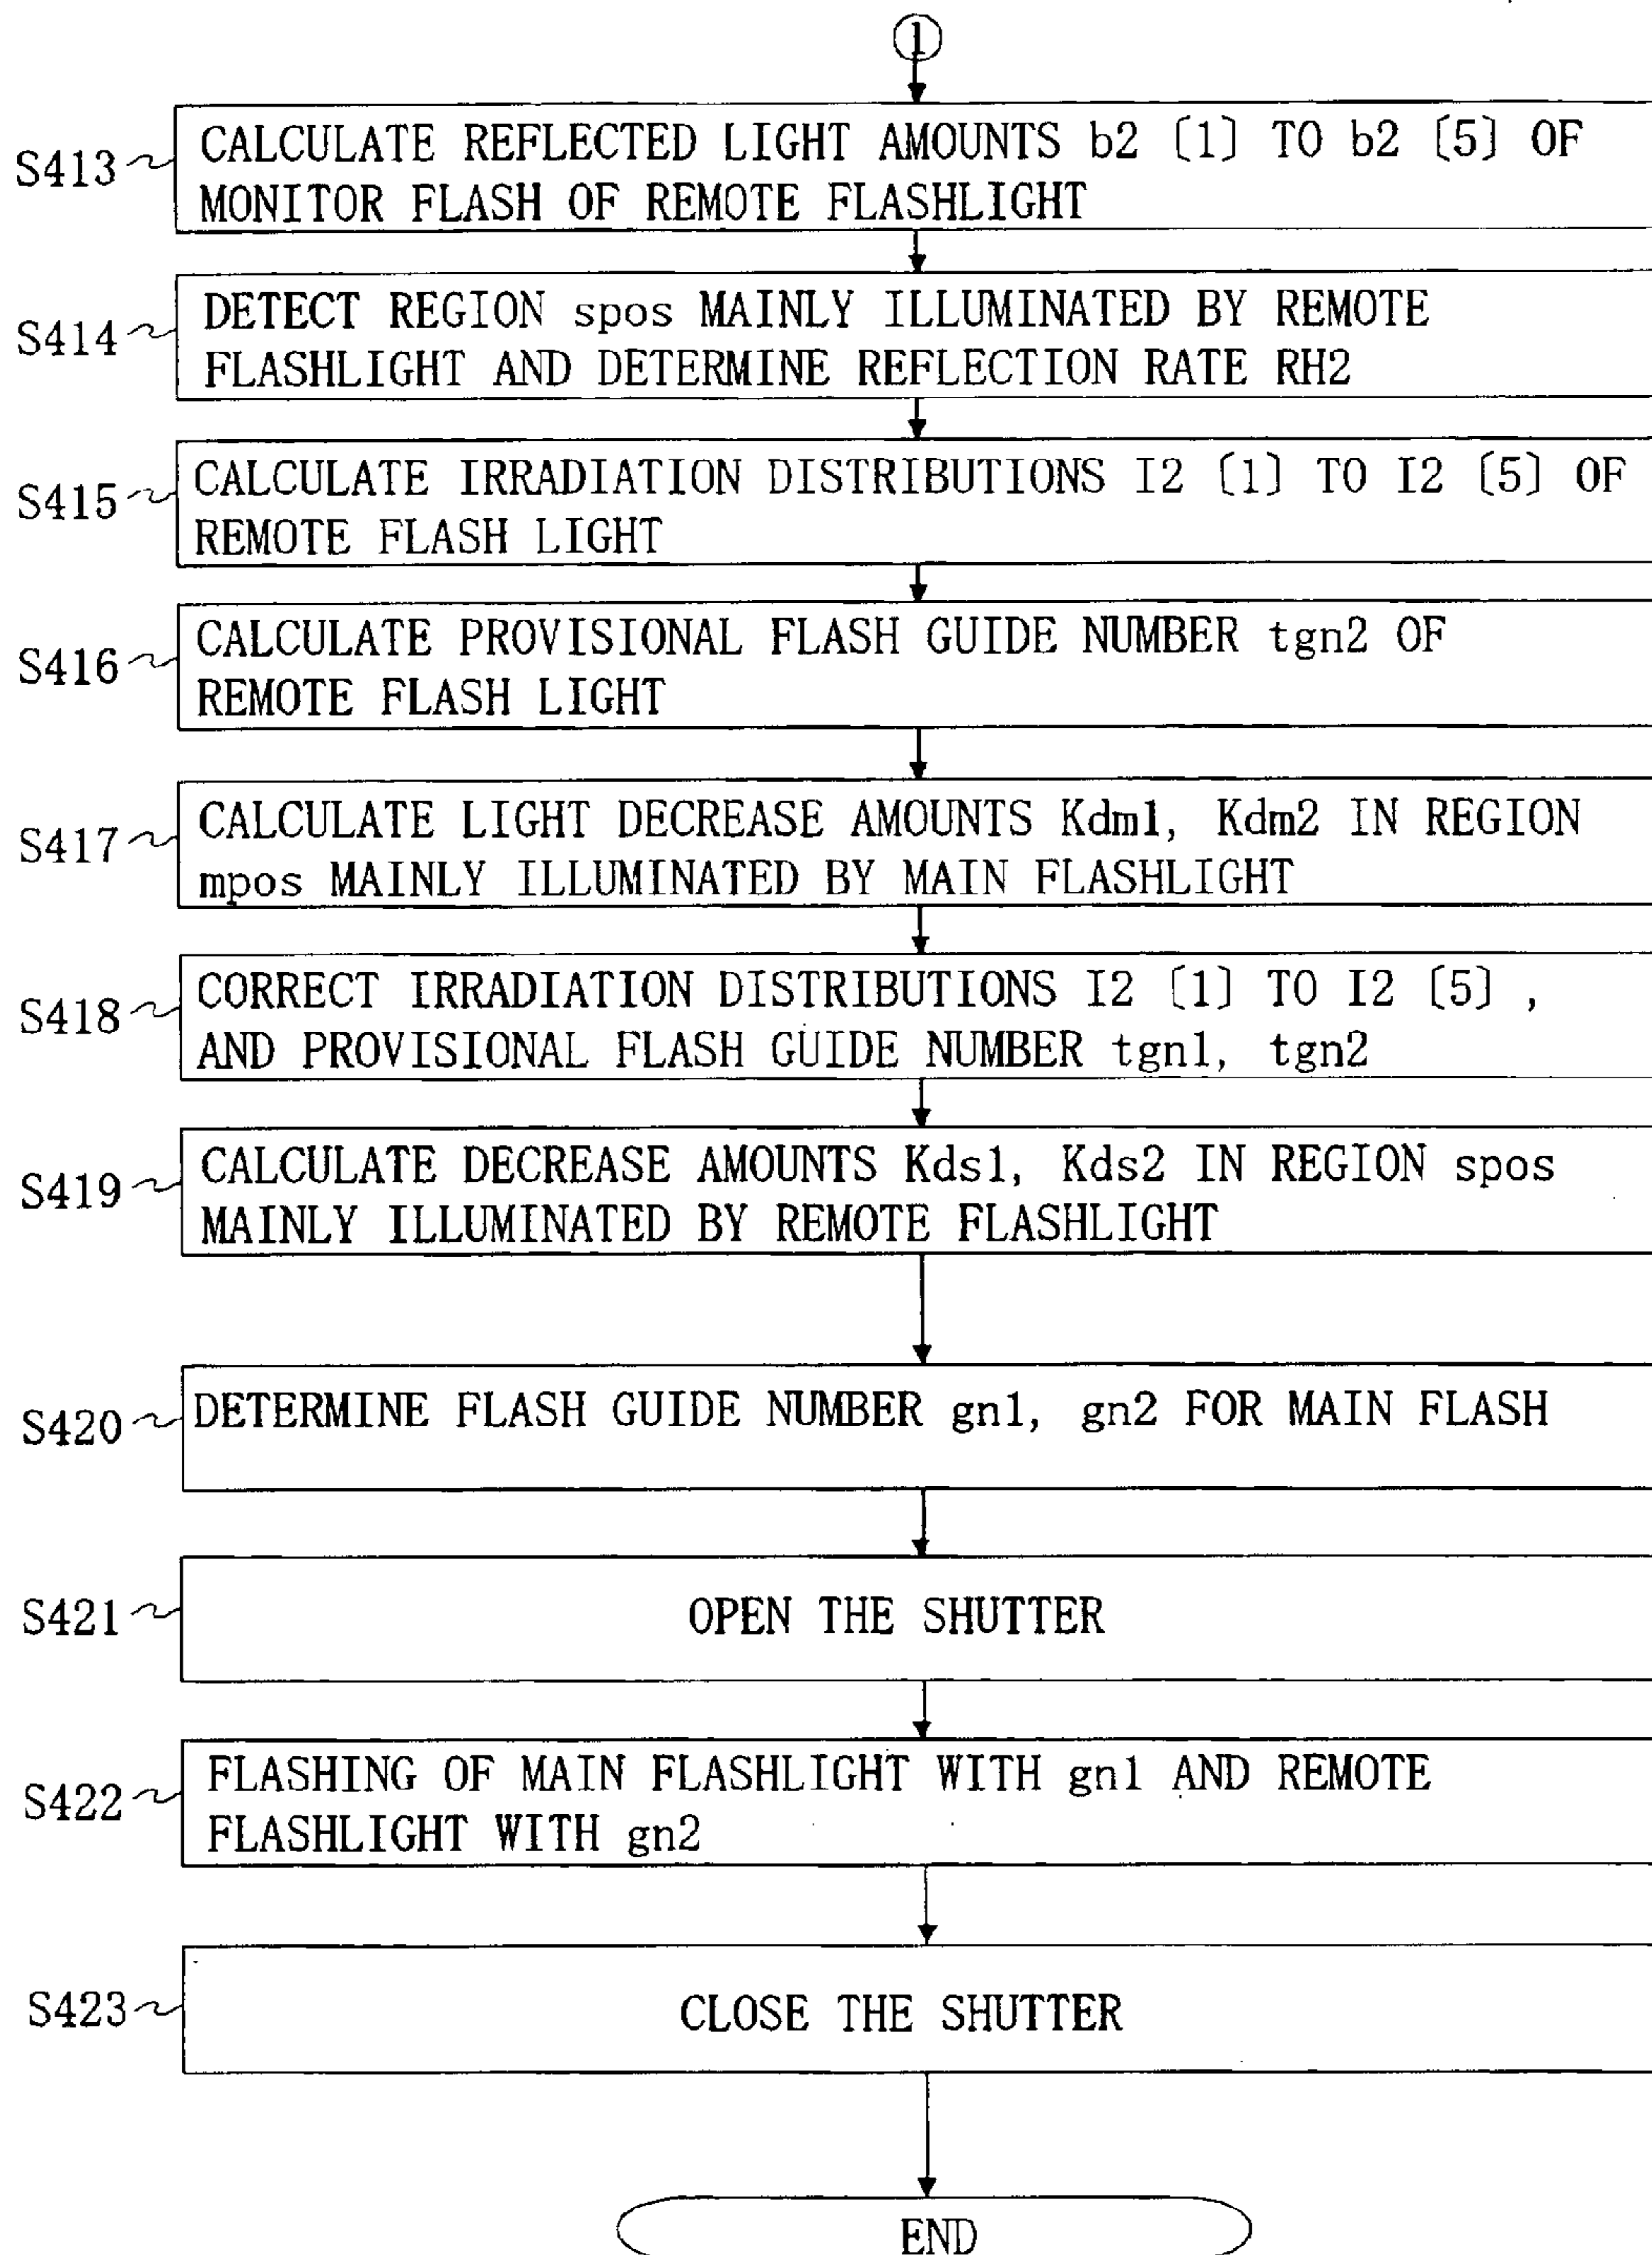 ①
S413
CALCULATE REFLECTED LIGHT AMOUNTS b2 [1] TO b2 [5] OF
MONITOR FLASH OF REMOTE FLASHLIGHT
S414
DETECT REGION spos MAINLY ILLUMINATED BY REMOTE
FLASHLIGHT AND DETERMINE REFLECTION RATE RH2
S415
CALCULATE IRRADIATION DISTRIBUTIONS I2 [1] TO I2 [5] OF
REMOTE FLASH LIGHT
S416
CALCULATE PROVISIONAL FLASH GUIDE NUMBER tgn2 OF
REMOTE FLASH LIGHT
S417
CALCULATE LIGHT DECREASE AMOUNTS Kdm1, Kdm2 IN REGION
mpos MAINLY ILLUMINATED BY MAIN FLASHLIGHT
S418
CORRECT IRRADIATION DISTRIBUTIONS I2 [1] TO I2 [5] ,
AND PROVISIONAL FLASH GUIDE NUMBER tgn1, tgn2
S419
CALCULATE DECREASE AMOUNTS Kds1, Kds2 IN REGION spos
MAINLY ILLUMINATED BY REMOTE FLASHLIGHT
S420
DETERMINE FLASH GUIDE NUMBER gn1, gn2 FOR MAIN FLASH
S421
OPEN THE SHUTTER
S422
FLASHING OF MAIN FLASHLIGHT WITH gn1 AND REMOTE
FLASHLIGHT WITH gn2
S423
CLOSE THE SHUTTER
END